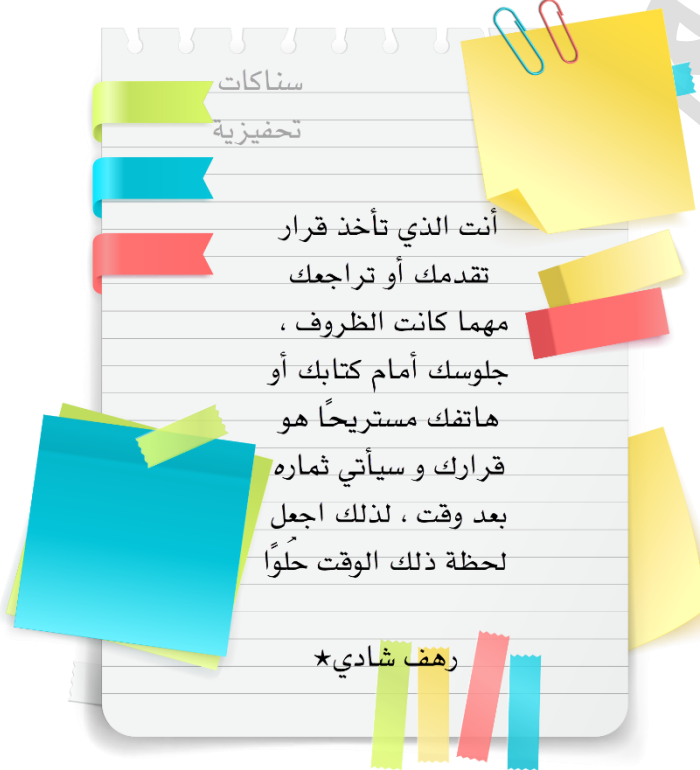 سناكات
تحفيزية
أنت الذي تأخذ قرار
تقدمك أو تراجعك
مهما كانت الظروف ،
جلوسك أمام كتابك أو
هاتفك مستريحًا هو
قرارك و سيأتي ثماره
بعد وقت ، لذلك اجعل
لحظة ذلك الوقت حُلوًا
رهف شادي★